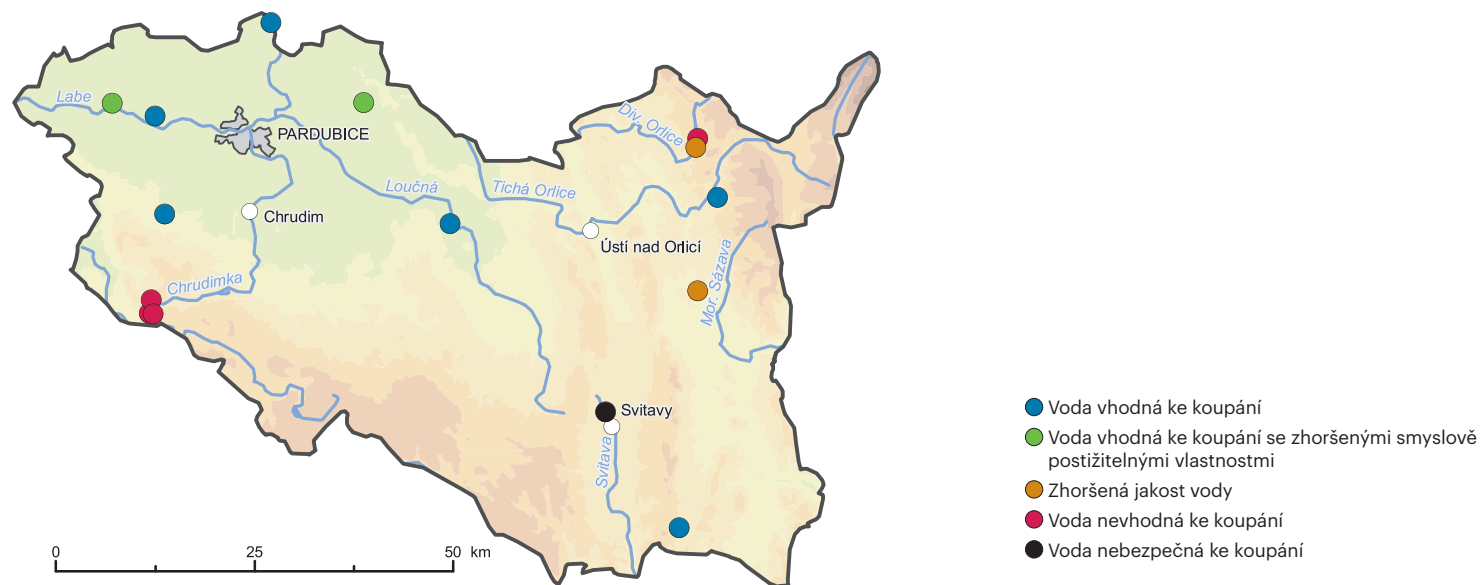 Labe
PARDUBICE
Div. Orlice
Loučná
Tichá Orlice
Chrudim
Ústí nad Orlicí
Chrudimka
Mor. Sázava
Svitavy
Svitava
0 25 50 km
Voda vhodná ke koupání
Voda vhodná ke koupání se zhoršenými smyslově
postižitelnými vlastnostmi
Zhoršená jakost vody
Voda nevhodná ke koupání
Voda nebezpečná ke koupání